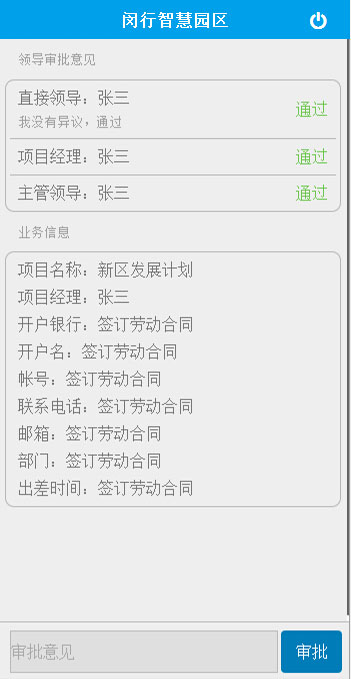 闵行智慧园区
领导审批意见
直接领导：张三 通过
我没有异议，通过
项目经理：张三 通过
主管领导：张三 通过
业务信息
项目名称：新区发展计划
项目经理：张三
开户银行：签订劳动合同
开户名：签订劳动合同
帐号：签订劳动合同
联系电话：签订劳动合同
邮箱：签订劳动合同
部门：签订劳动合同
出差时间：签订劳动合同
审批意见 审批